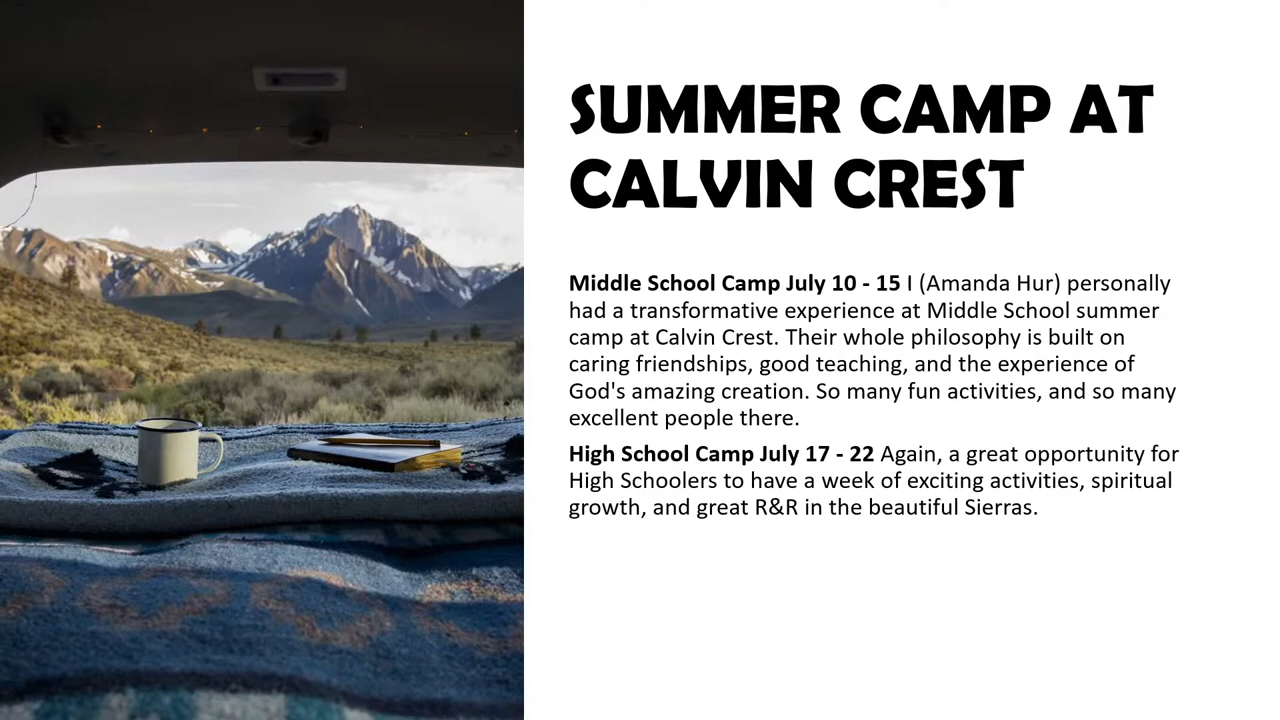 SUMMER CAMP AT
CALVIN CREST
Middle School Camp July 10 - 15 I (Amanda Hur) personally
had a transformative experience at Middle School summer
camp at Calvin Crest. Their whole philosophy is built on
caring friendships, good teaching, and the experience of
God's amazing creation. So many fun activities, and so many
excellent people there.
High School Camp July 17 - 22 Again, a great opportunity for
High Schoolers to have a week of exciting activities, spiritual
growth, and great R&R in the beautiful Sierras.